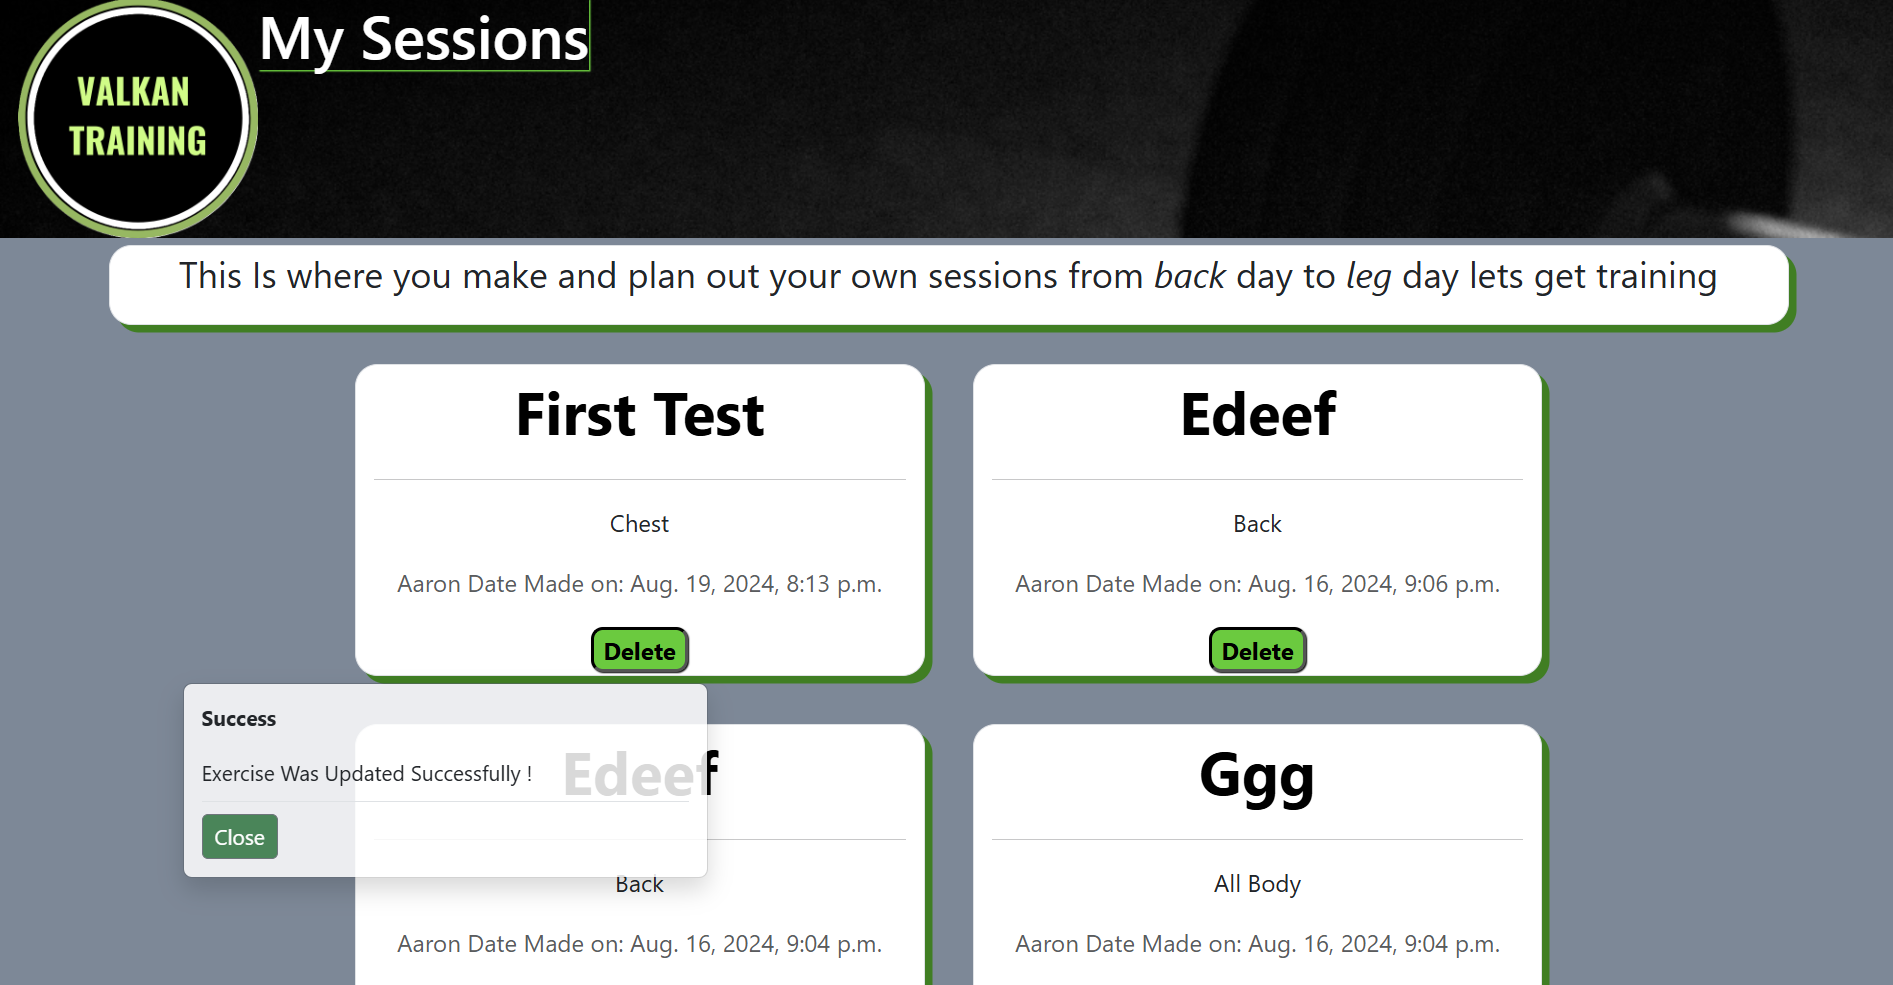 VALKAN
TRAINING
My Sessions
This Is where you make and plan out your own sessions from back day to leg day lets get training
First Test
Chest
Aaron Date Made on: Aug. 19, 2024, 8:13 p.m.
Delete
Edeef
Back
Aaron Date Made on: Aug. 16, 2024, 9:06 p.m.
Delete
Success
Exercise Was Updated Successfully !
Close
Edeef
Back
Aaron Date Made on: Aug. 16, 2024, 9:04 p.m.
Ggg
All Body
Aaron Date Made on: Aug. 16, 2024, 9:04 p.m.